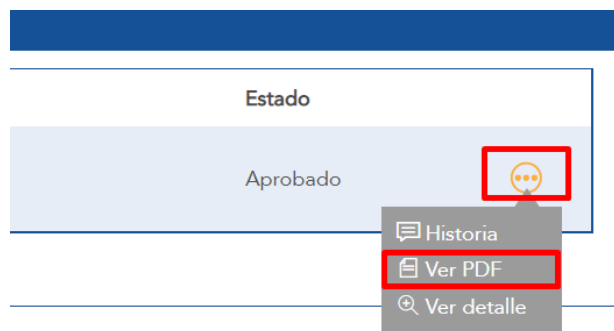 Estado
Aprobado
Historia
Ver PDF
Ver detalle